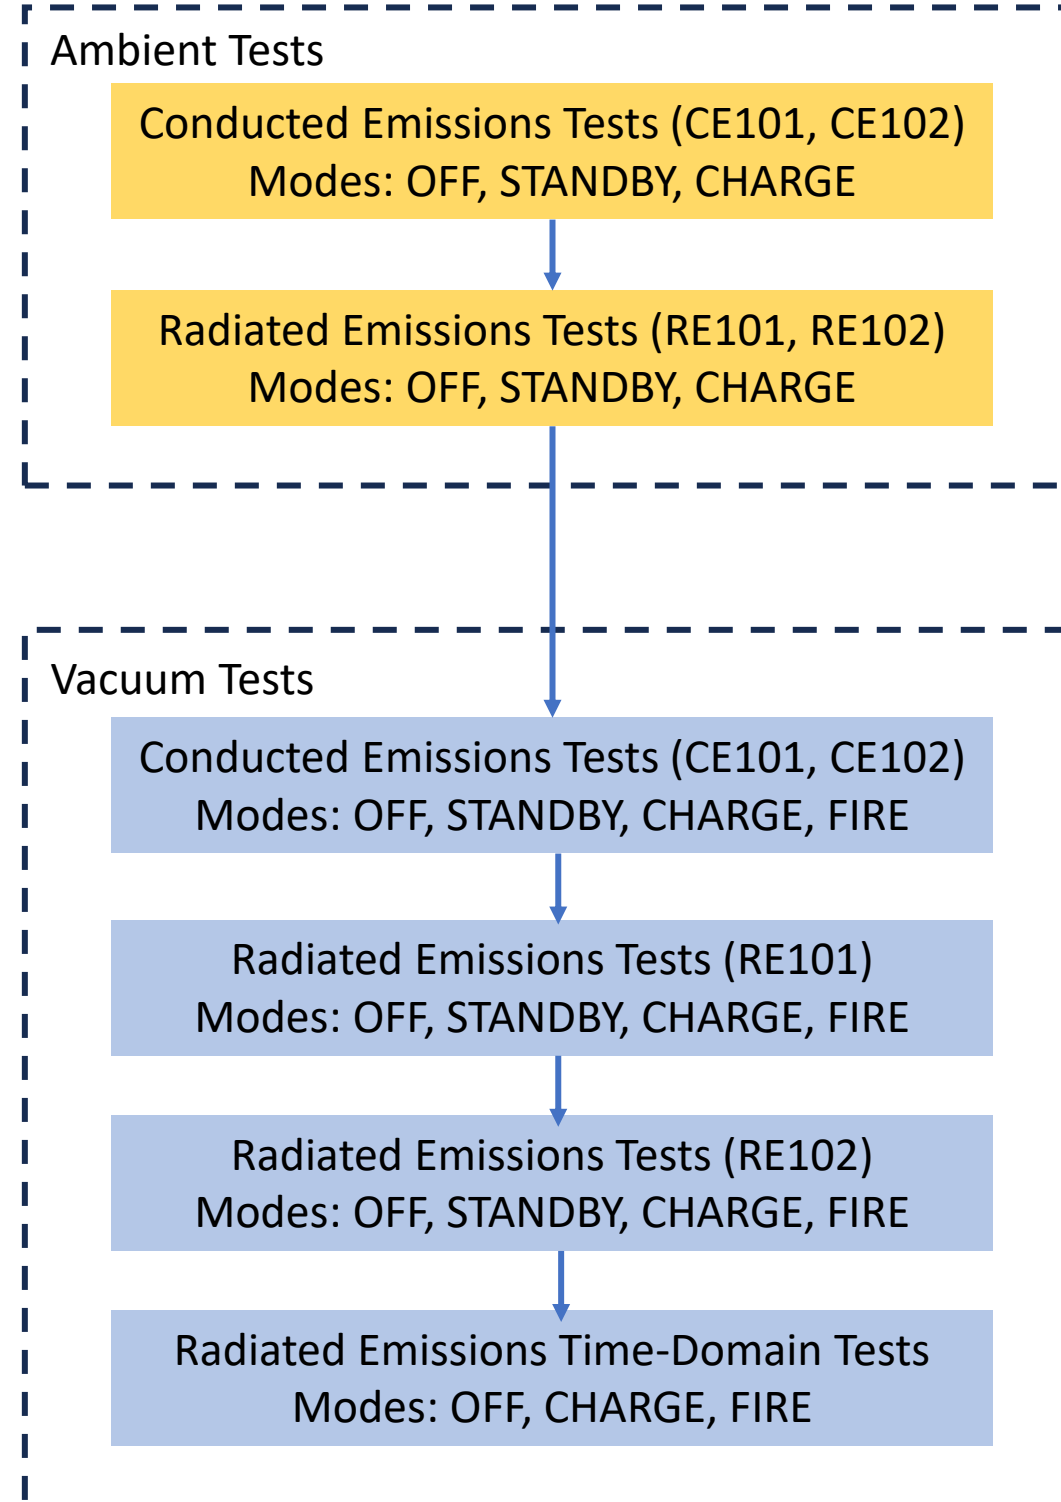 Ambient Tests
Conducted Emissions Tests (CE101, CE102)
Modes: OFF, STANDBY, CHARGE
Radiated Emissions Tests (RE101, RE102)
Modes: OFF, STANDBY, CHARGE
Vacuum Tests
Conducted Emissions Tests (CE101, CE102)
Modes: OFF, STANDBY, CHARGE, FIRE
Radiated Emissions Tests (RE101)
Modes: OFF, STANDBY, CHARGE, FIRE
Radiated Emissions Tests (RE102)
Modes: OFF, STANDBY, CHARGE, FIRE
Radiated Emissions Time-Domain Tests
Modes: OFF, CHARGE, FIRE